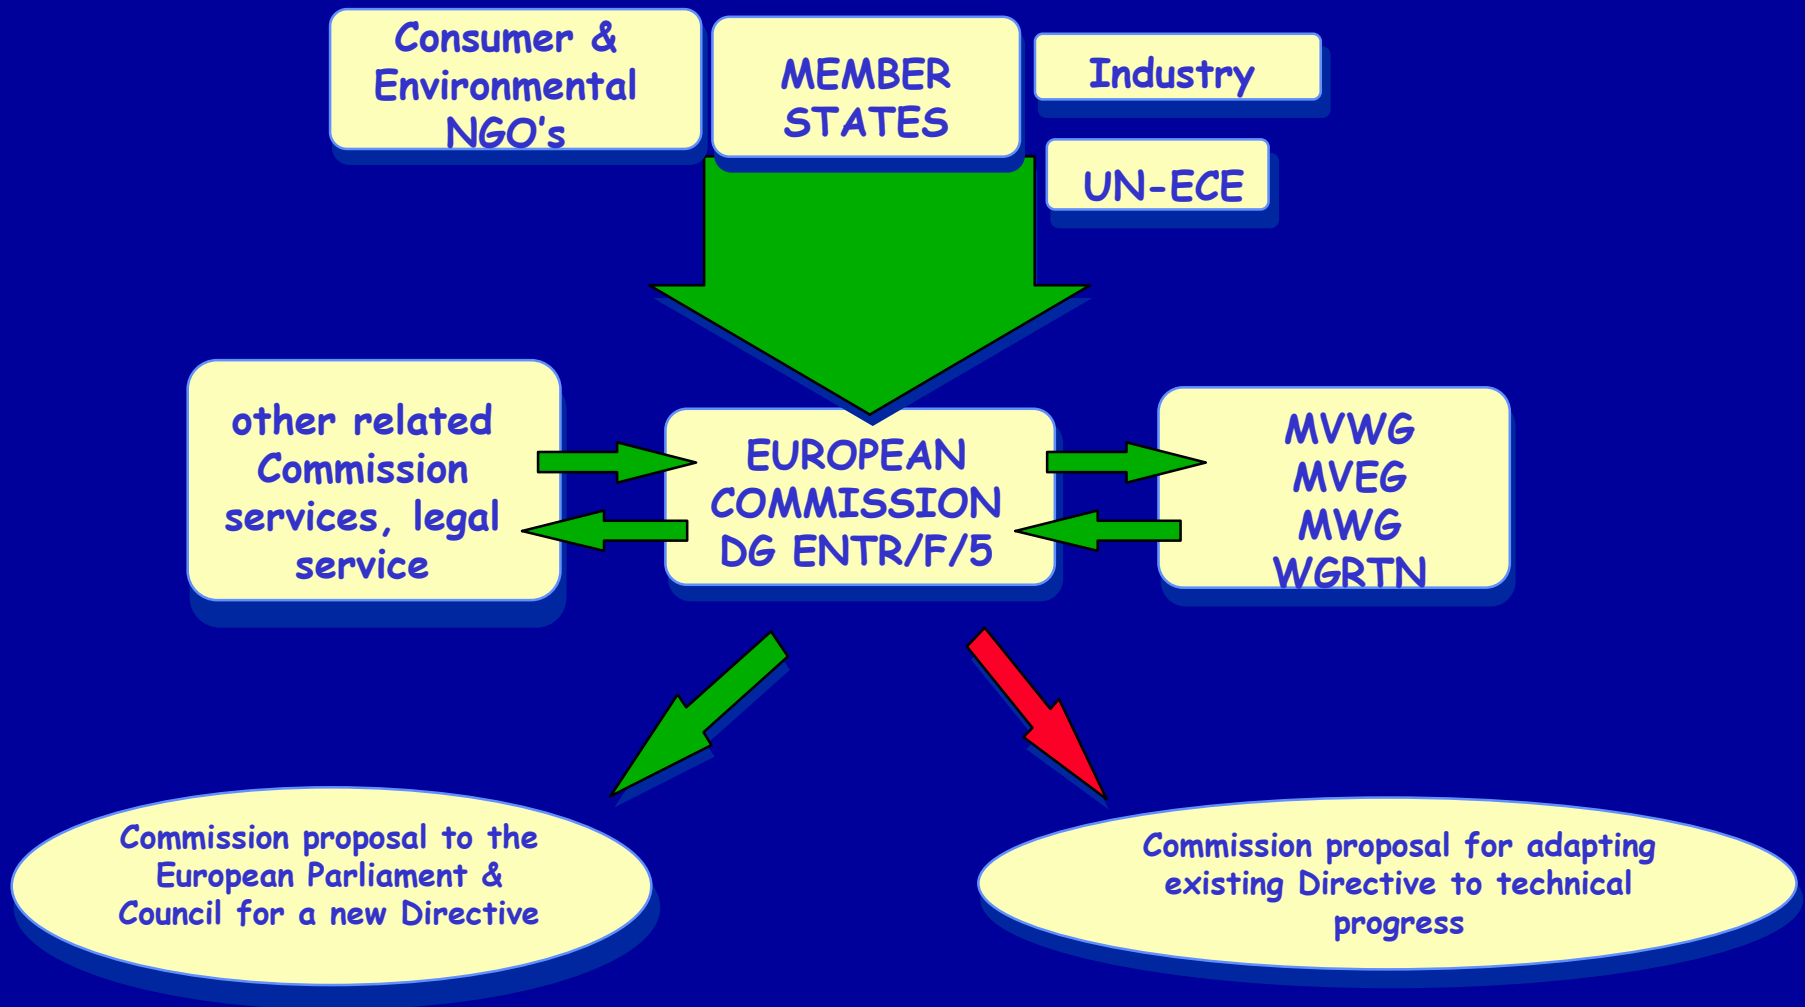 Consumer &
Environmental
NGO's
MEMBER
STATES
Industry
UN-ECE
other related
Commission
services, legal
service
EUROPEAN
COMMISSION
DG ENTR/F/5
MVWG
MVEG
MWG
WGRTN
Commission proposal to the
European Parliament &
Council for a new Directive
Commission proposal for adapting
existing Directive to technical
progress